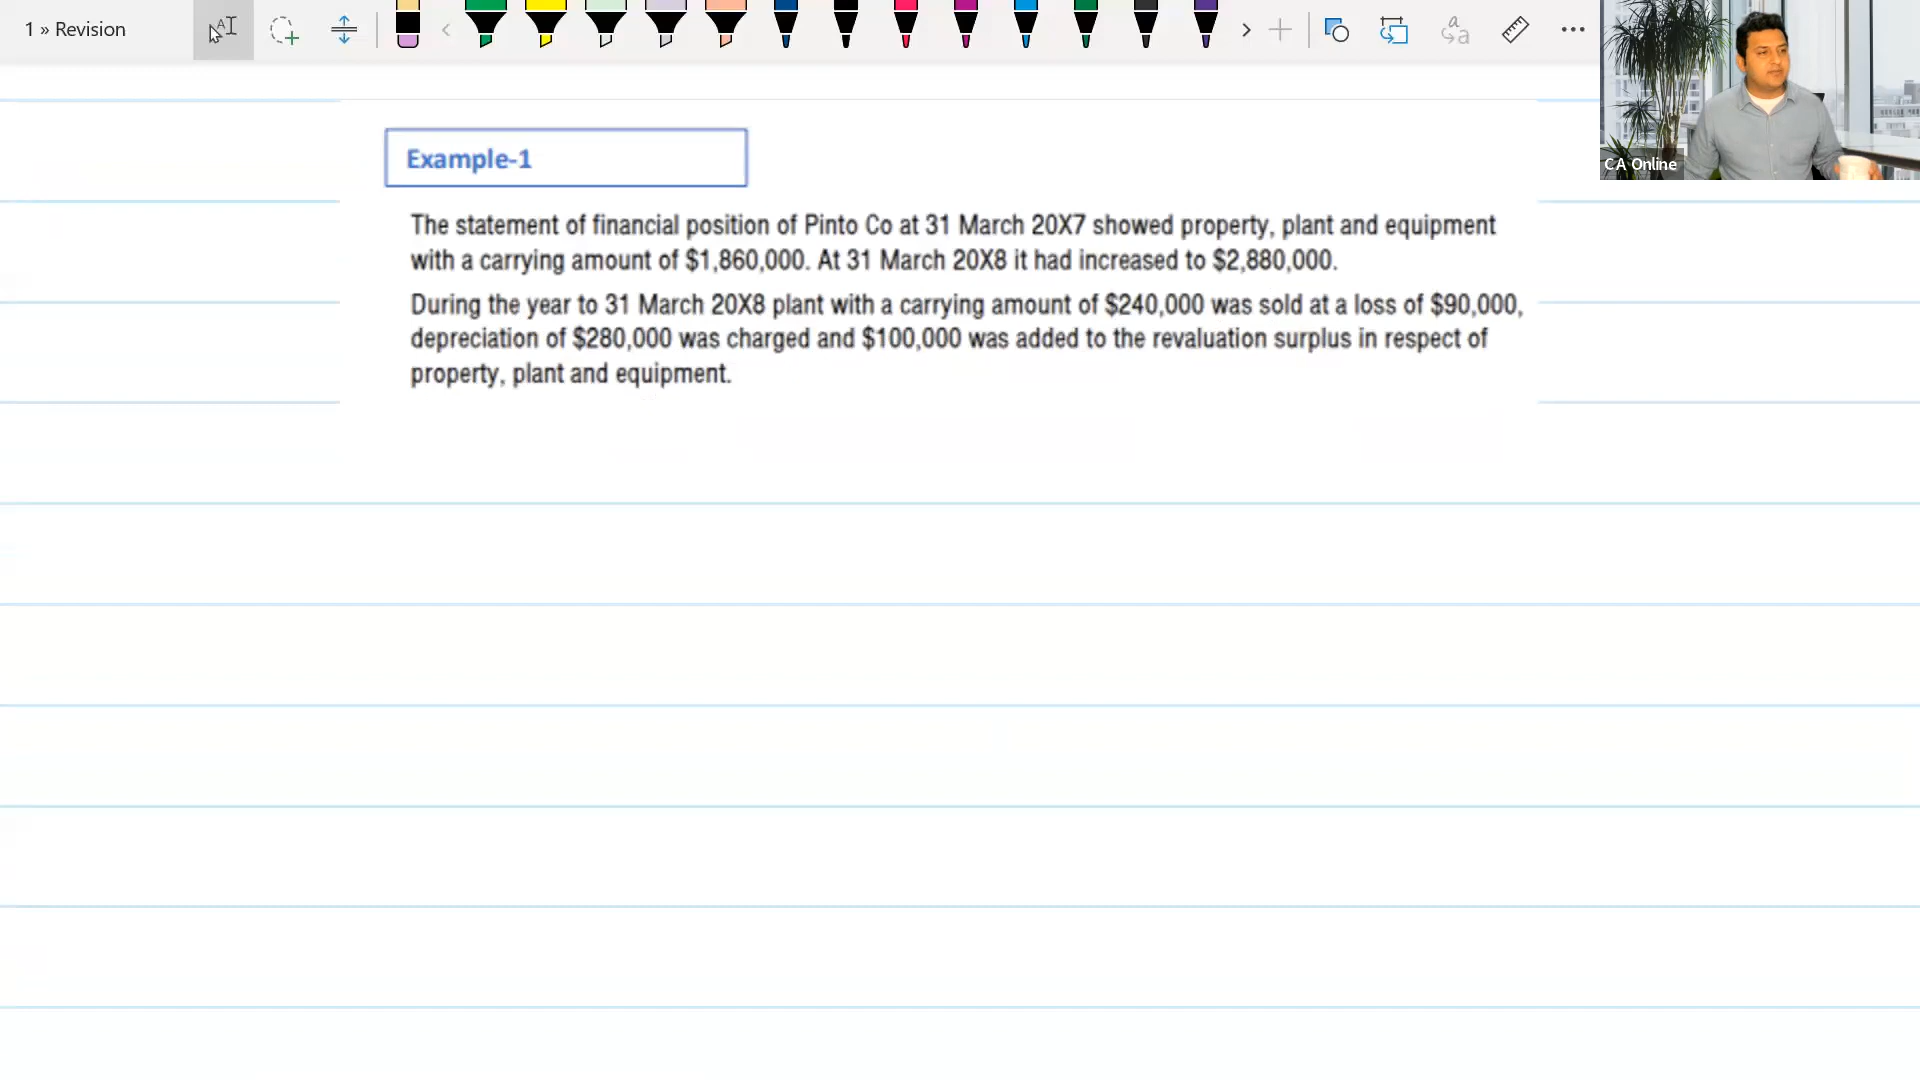 1 » Revision
CA Online
Example-1
The statement of financial position of Pinto Co at 31 March 20X7 showed property, plant and equipment
with a carrying amount of $1,860,000. At 31 March 20X8 it had increased to $2,880,000.
During the year to 31 March 20X8 plant with a carrying amount of $240,000 was sold at a loss of $90,000,
depreciation of $280,000 was charged and $100,000 was added to the revaluation surplus in respect of
property, plant and equipment.